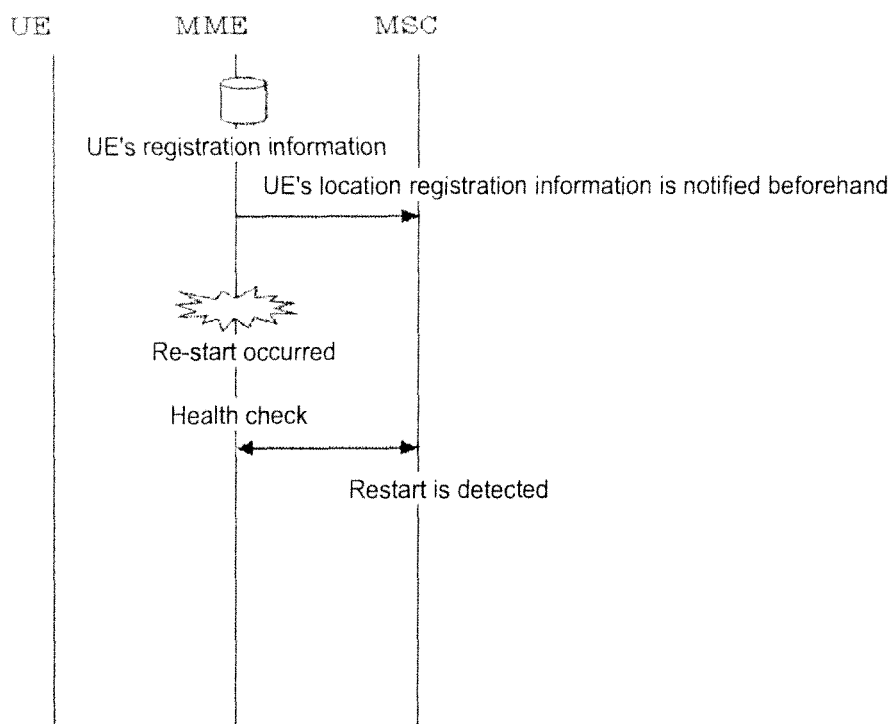 UE MME MSC
UE's registration information
UE's location registration information is notified beforehand
Re-start occurred
Health check
Restart is detected